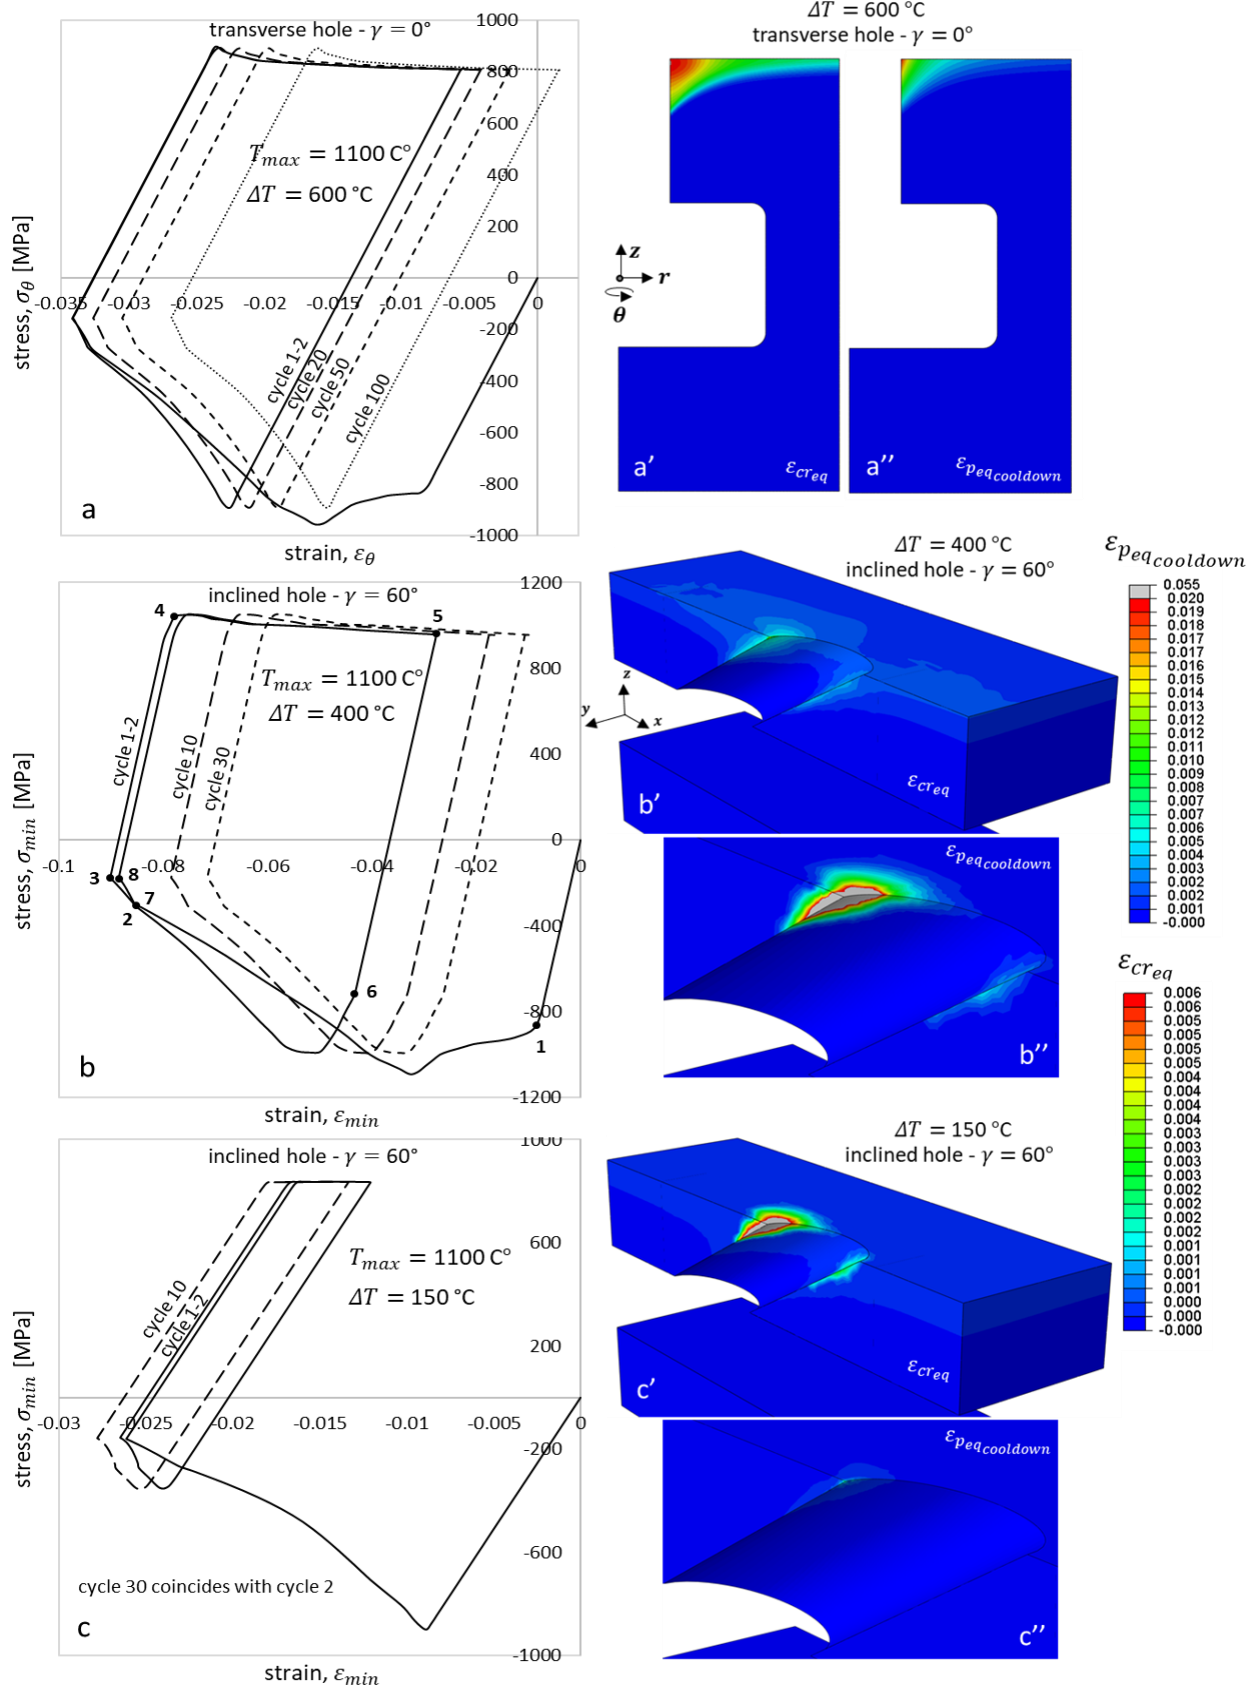 transverse hole - γ = 0°
1000
800
600
400
200
0
-200
-400
-600
-800
-1000
-0.035
-0.03
-0.025
-0.02
-0.015
-0.01
-0.005
0
T_max = 1100 C°
ΔT = 600 °C
cycle 1-2
cycle 20
cycle 50
cycle 100
stress, σ_θ [MPa]
strain, ε_θ
a
ΔT = 600 °C
transverse hole - γ = 0°
z
r
θ
a'
ε_cr_eq
a''
ε_p_eq_cooldown
inclined hole - γ = 60°
1200
800
400
0
-400
-800
-1200
-0.1
-0.08
-0.06
-0.04
-0.02
0
4
5
T_max = 1100 C°
ΔT = 400 °C
cycle 1-2
cycle 10
cycle 30
3
8
7
2
6
1
stress, σ_min [MPa]
strain, ε_min
b
ΔT = 400 °C
inclined hole - γ = 60°
z
y
x
b'
ε_cr_eq
ε_p_eq_cooldown
b''
ε_p_eq_cooldown
0.055
0.020
0.019
0.018
0.017
0.016
0.015
0.014
0.013
0.012
0.011
0.010
0.009
0.008
0.007
0.006
0.005
0.004
0.003
0.002
0.002
0.001
-0.000
ε_cr_eq
0.006
0.006
0.005
0.005
0.005
0.005
0.004
0.004
0.004
0.004
0.003
0.003
0.003
0.003
0.002
0.002
0.002
0.002
0.001
0.001
0.001
0.000
0.000
-0.000
inclined hole - γ = 60°
1000
600
200
-200
-600
-1000
-0.03
-0.025
-0.02
-0.015
-0.01
-0.005
0
T_max = 1100 C°
ΔT = 150 °C
cycle 10
cycle 1-2
cycle 30 coincides with cycle 2
stress, σ_min [MPa]
strain, ε_min
c
ΔT = 150 °C
inclined hole - γ = 60°
c'
ε_cr_eq
ε_p_eq_cooldown
c''